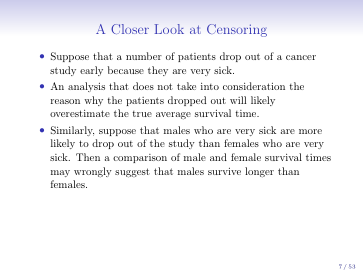 A Closer Look at Censoring
• Suppose that a number of patients drop out of a cancer
study early because they are very sick.
• An analysis that does not take into consideration the
reason why the patients dropped out will likely
overestimate the true average survival time.
• Similarly, suppose that males who are very sick are more
likely to drop out of the study than females who are very
sick. Then a comparison of male and female survival times
may wrongly suggest that males survive longer than
females.
7 / 53